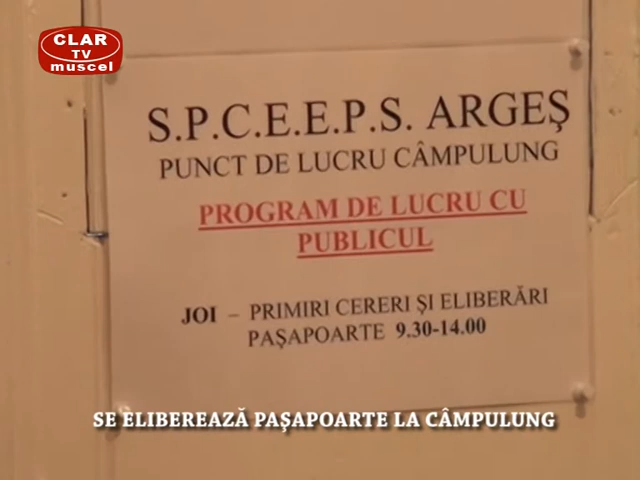 CLAR
TV
muscel
S.P.C.E.E.P.S. ARGEŞ
PUNCT DE LUCRU CÂMPULUNG
PROGRAM DE LUCRU CU
PUBLICUL
JOI – PRIMIRI CERERI ŞI ELIBERĂRI
PAŞAPOARTE 9.30-14.00
SE ELIBEREAZĂ PAŞAPOARTE LA CÂMPULUNG